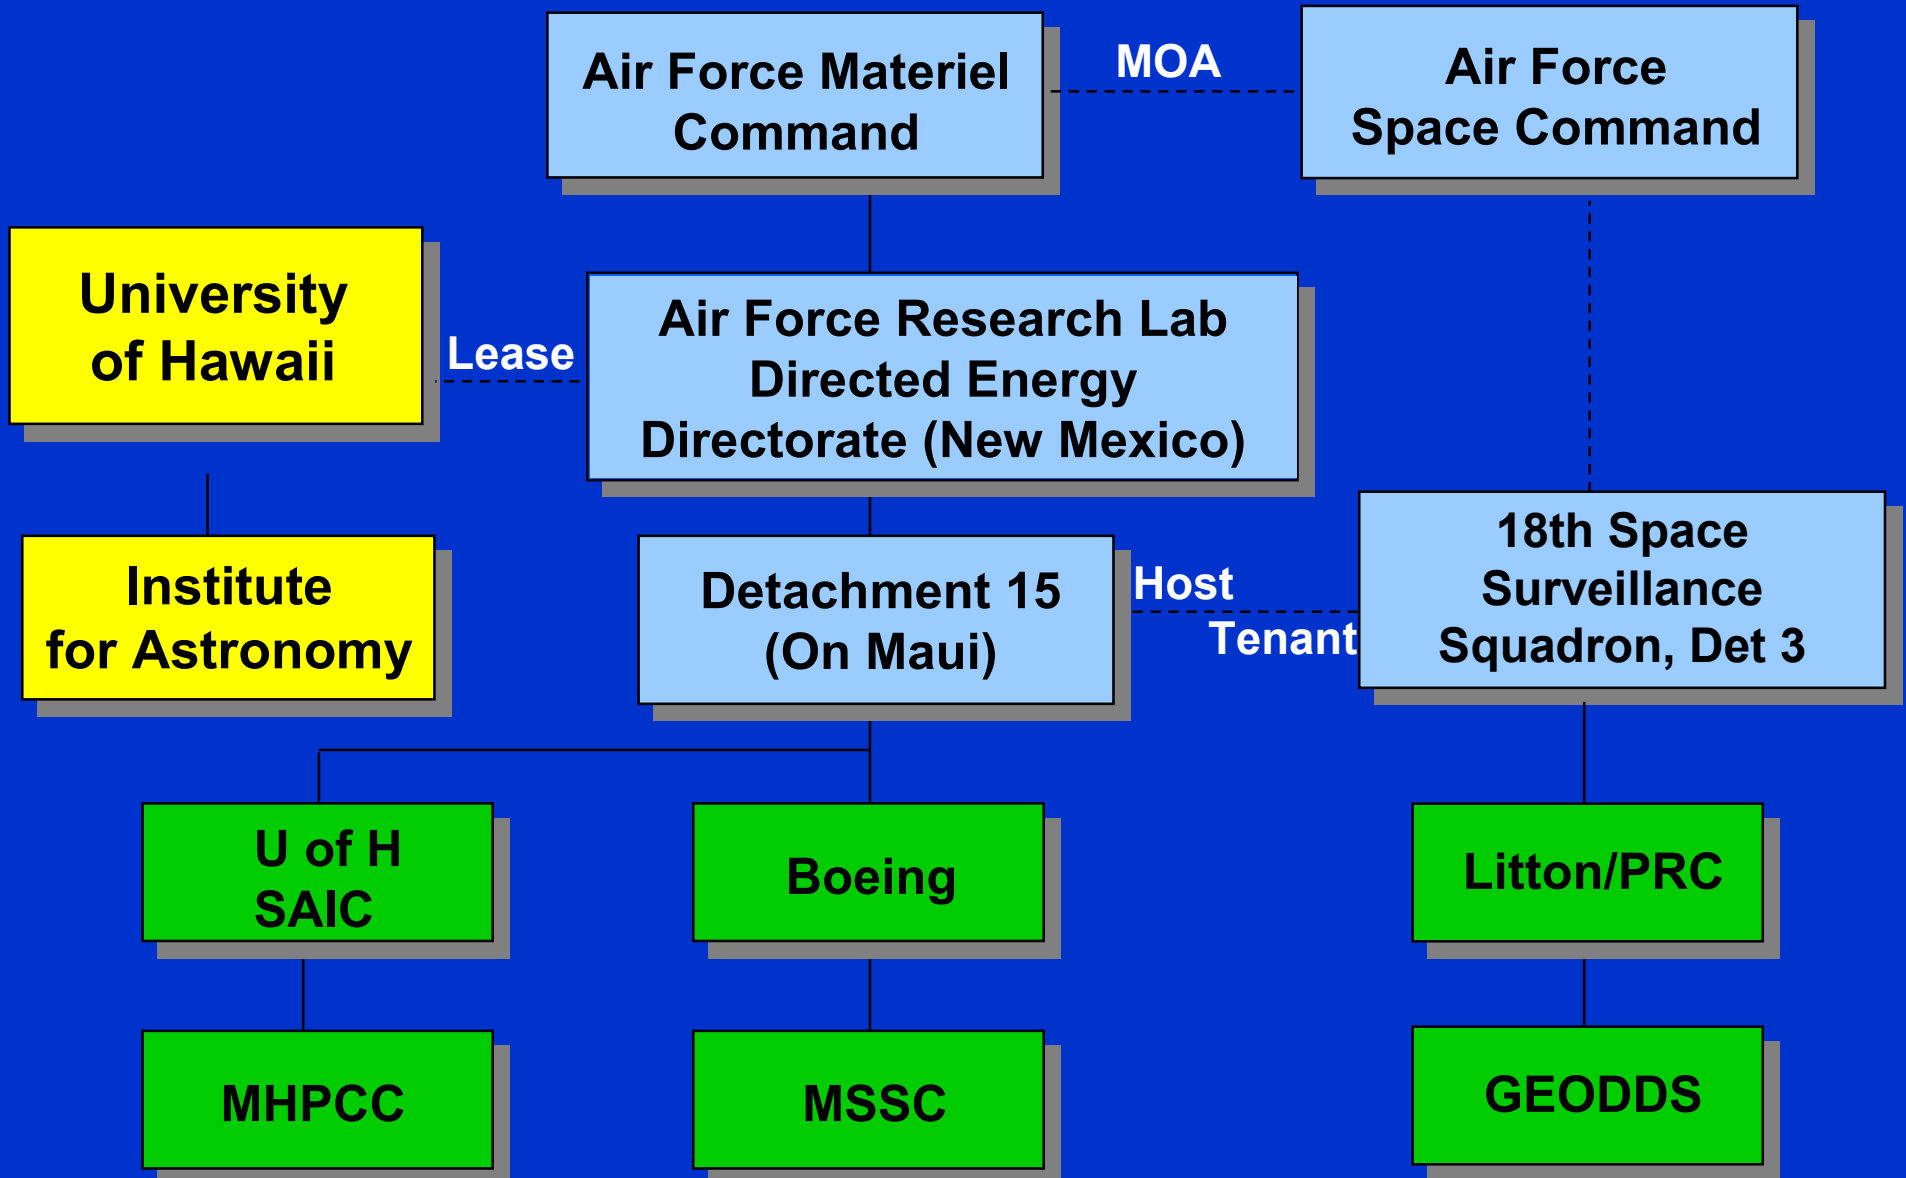 Air Force Materiel
Command
MOA
Air Force
Space Command
University
of Hawaii
Lease
Air Force Research Lab
Directed Energy
Directorate (New Mexico)
Institute
for Astronomy
Detachment 15
(On Maui)
Host
Tenant
18th Space
Surveillance
Squadron, Det 3
U of H
SAIC
Boeing
Litton/PRC
MHPCC
MSSC
GEODDS